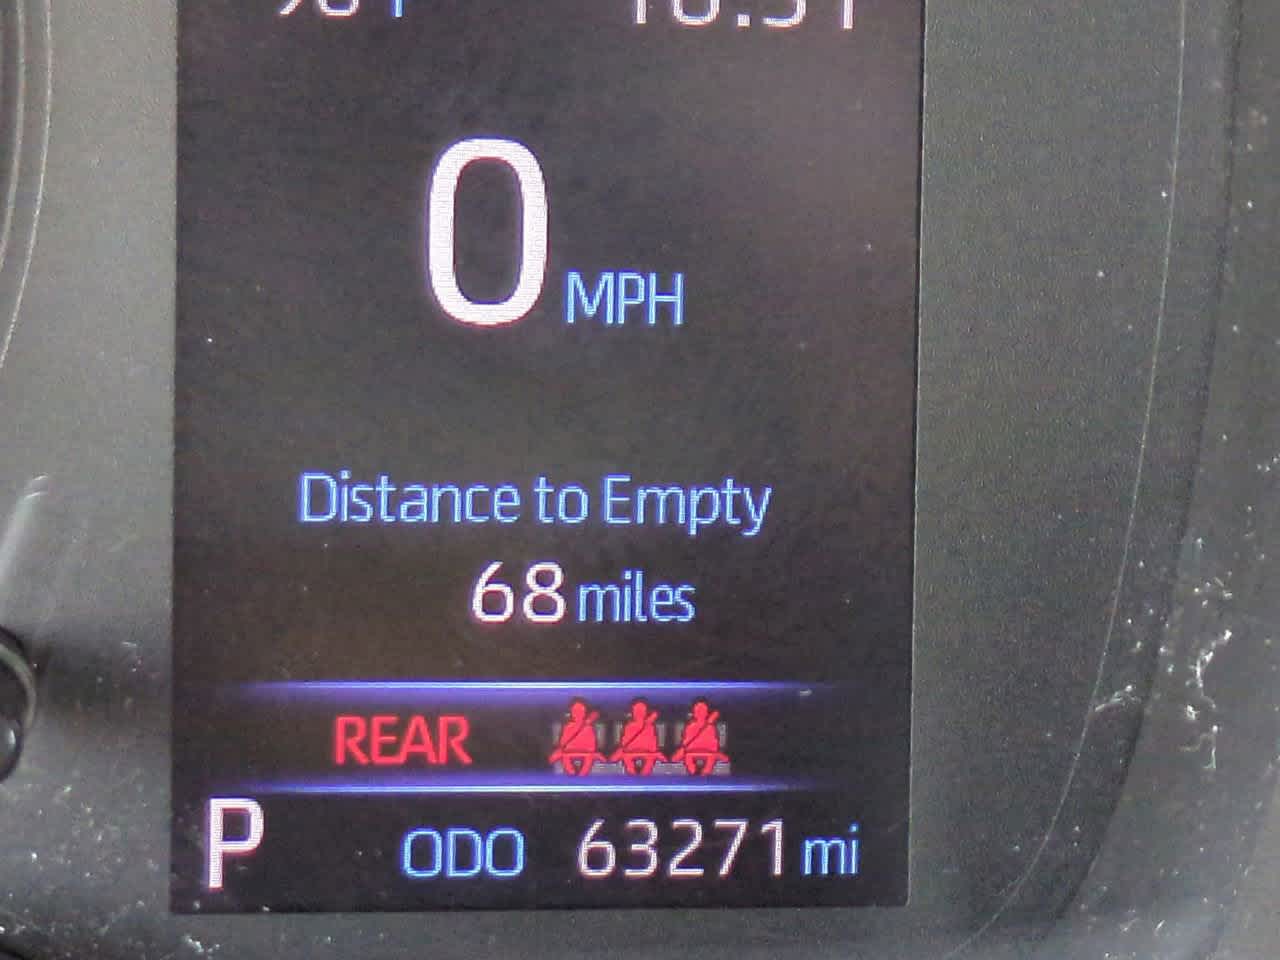 0 MPH
Distance to Empty
68 miles
REAR
P ODO 63271 mi